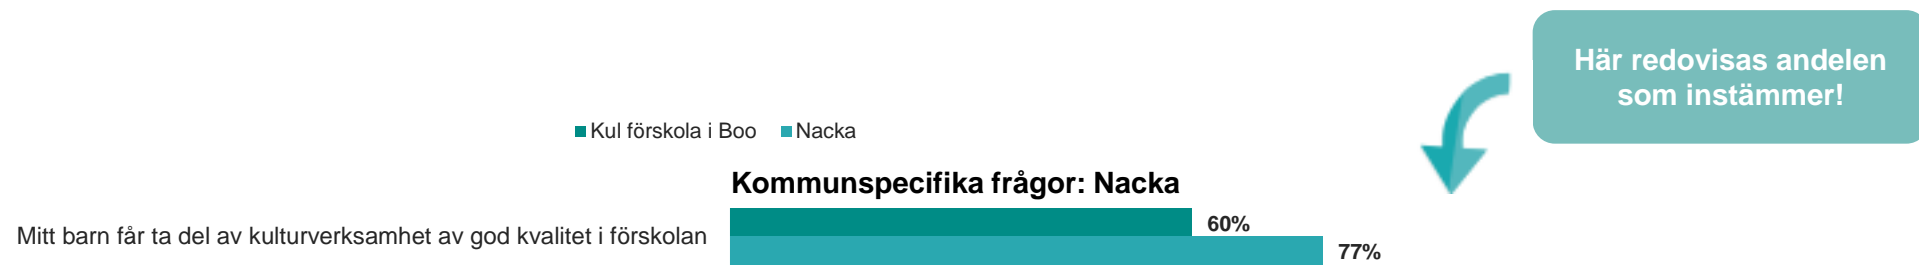 Här redovisas andelen
som instämmer!
Kul förskola i Boo Nacka
Kommunspecifika frågor: Nacka
Mitt barn får ta del av kulturverksamhet av god kvalitet i förskolan
60%
77%